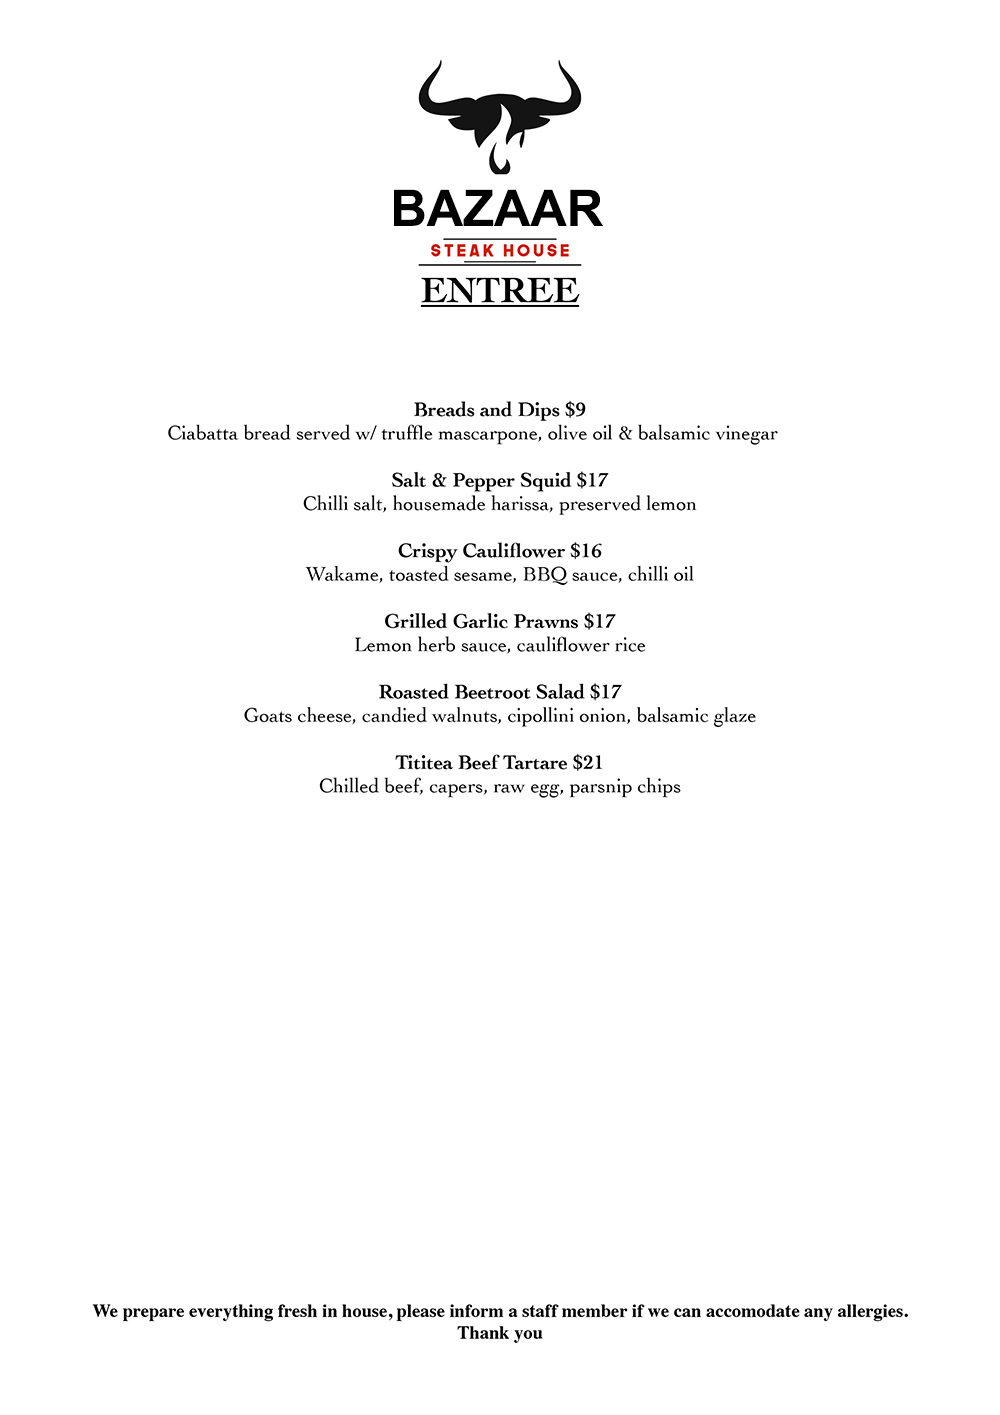 BAZAAR
STEAK HOUSE
ENTREE
Breads and Dips $9
Ciabatta bread served w/ truffle mascarpone, olive oil & balsamic vinegar
Salt & Pepper Squid $17
Chilli salt, housemade harissa, preserved lemon
Crispy Cauliflower $16
Wakame, toasted sesame, BBQ sauce, chilli oil
Grilled Garlic Prawns $17
Lemon herb sauce, cauliflower rice
Roasted Beetroot Salad $17
Goats cheese, candied walnuts, cipollini onion, balsamic glaze
Tititea Beef Tartare $21
Chilled beef, capers, raw egg, parsnip chips
We prepare everything fresh in house, please inform a staff member if we can accomodate any allergies.
Thank you